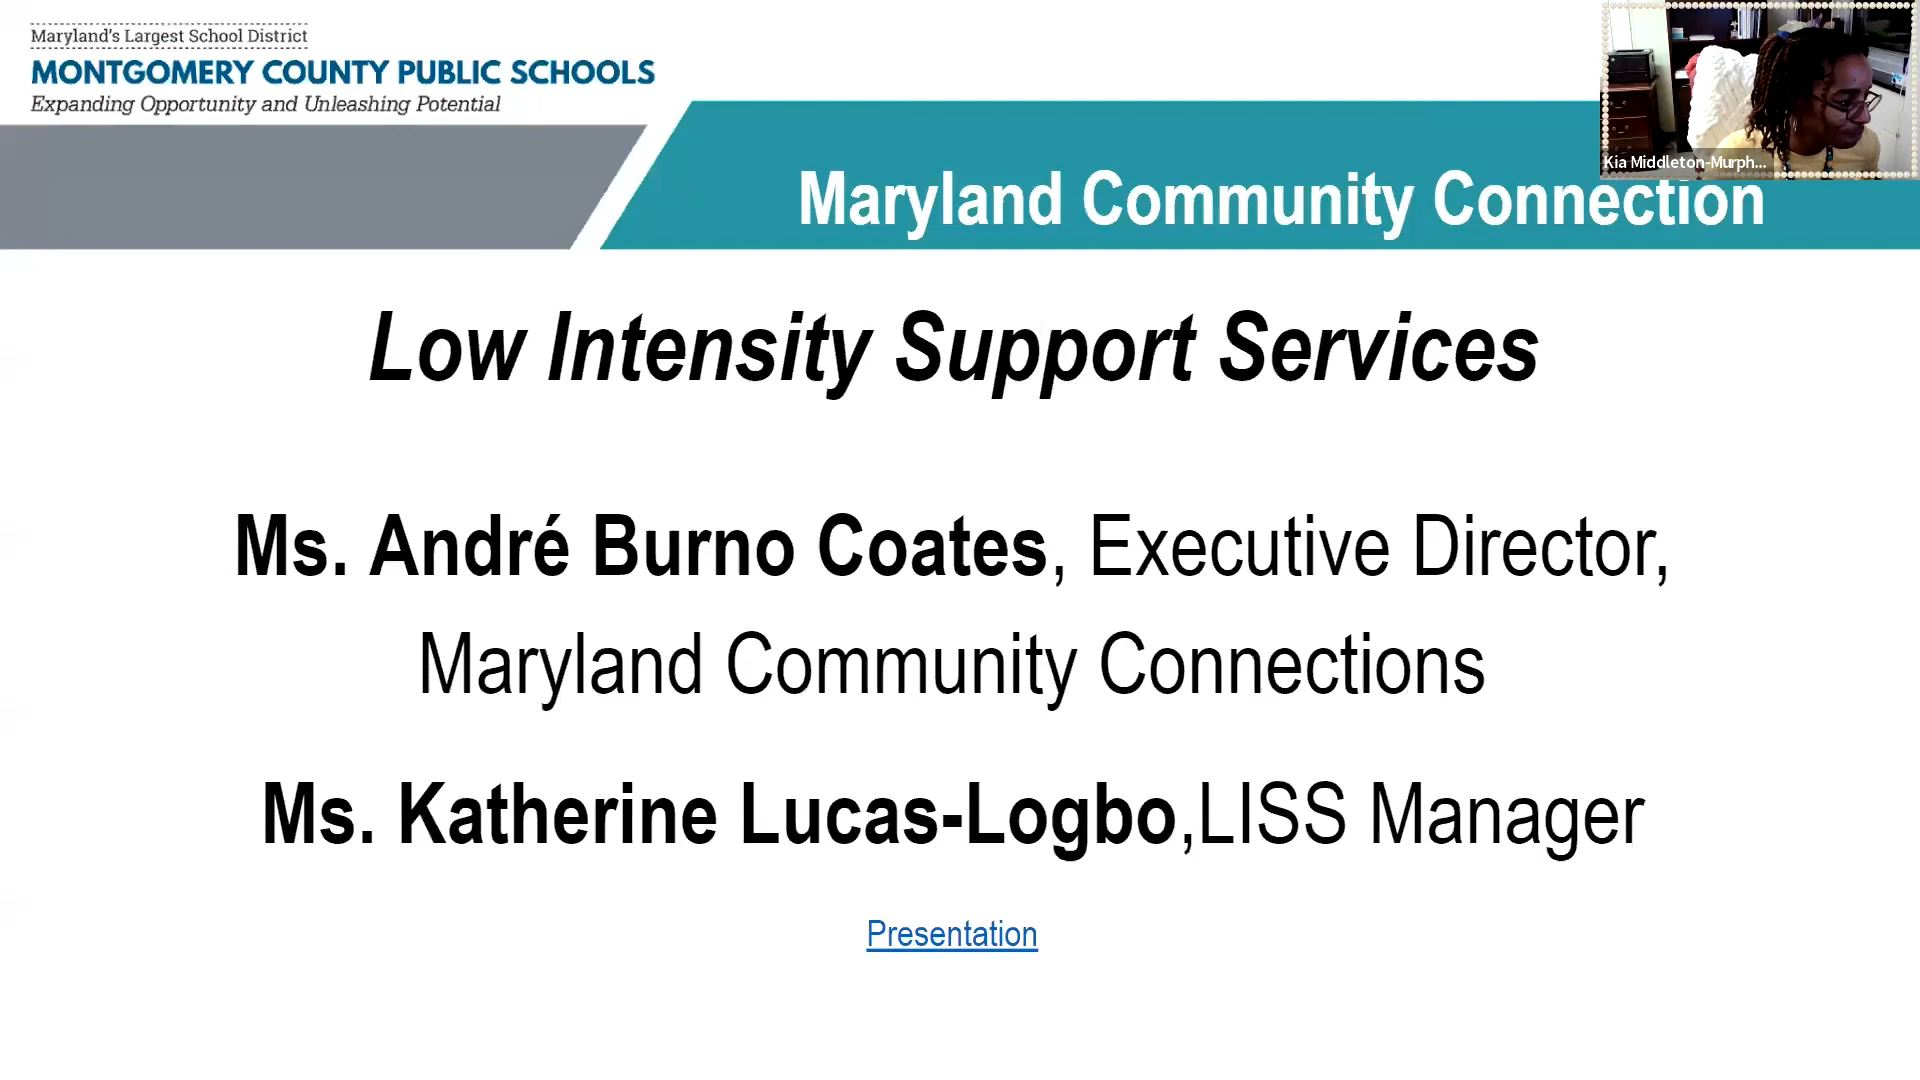 Maryland's Largest School District
MONTGOMERY COUNTY PUBLIC SCHOOLS
Expanding Opportunity and Unleashing Potential
Kia Middleton-Murph...
Maryland Community Connection
Low Intensity Support Services
Ms. André Burno Coates, Executive Director,
Maryland Community Connections
Ms. Katherine Lucas-Logbo,LISS Manager
Presentation